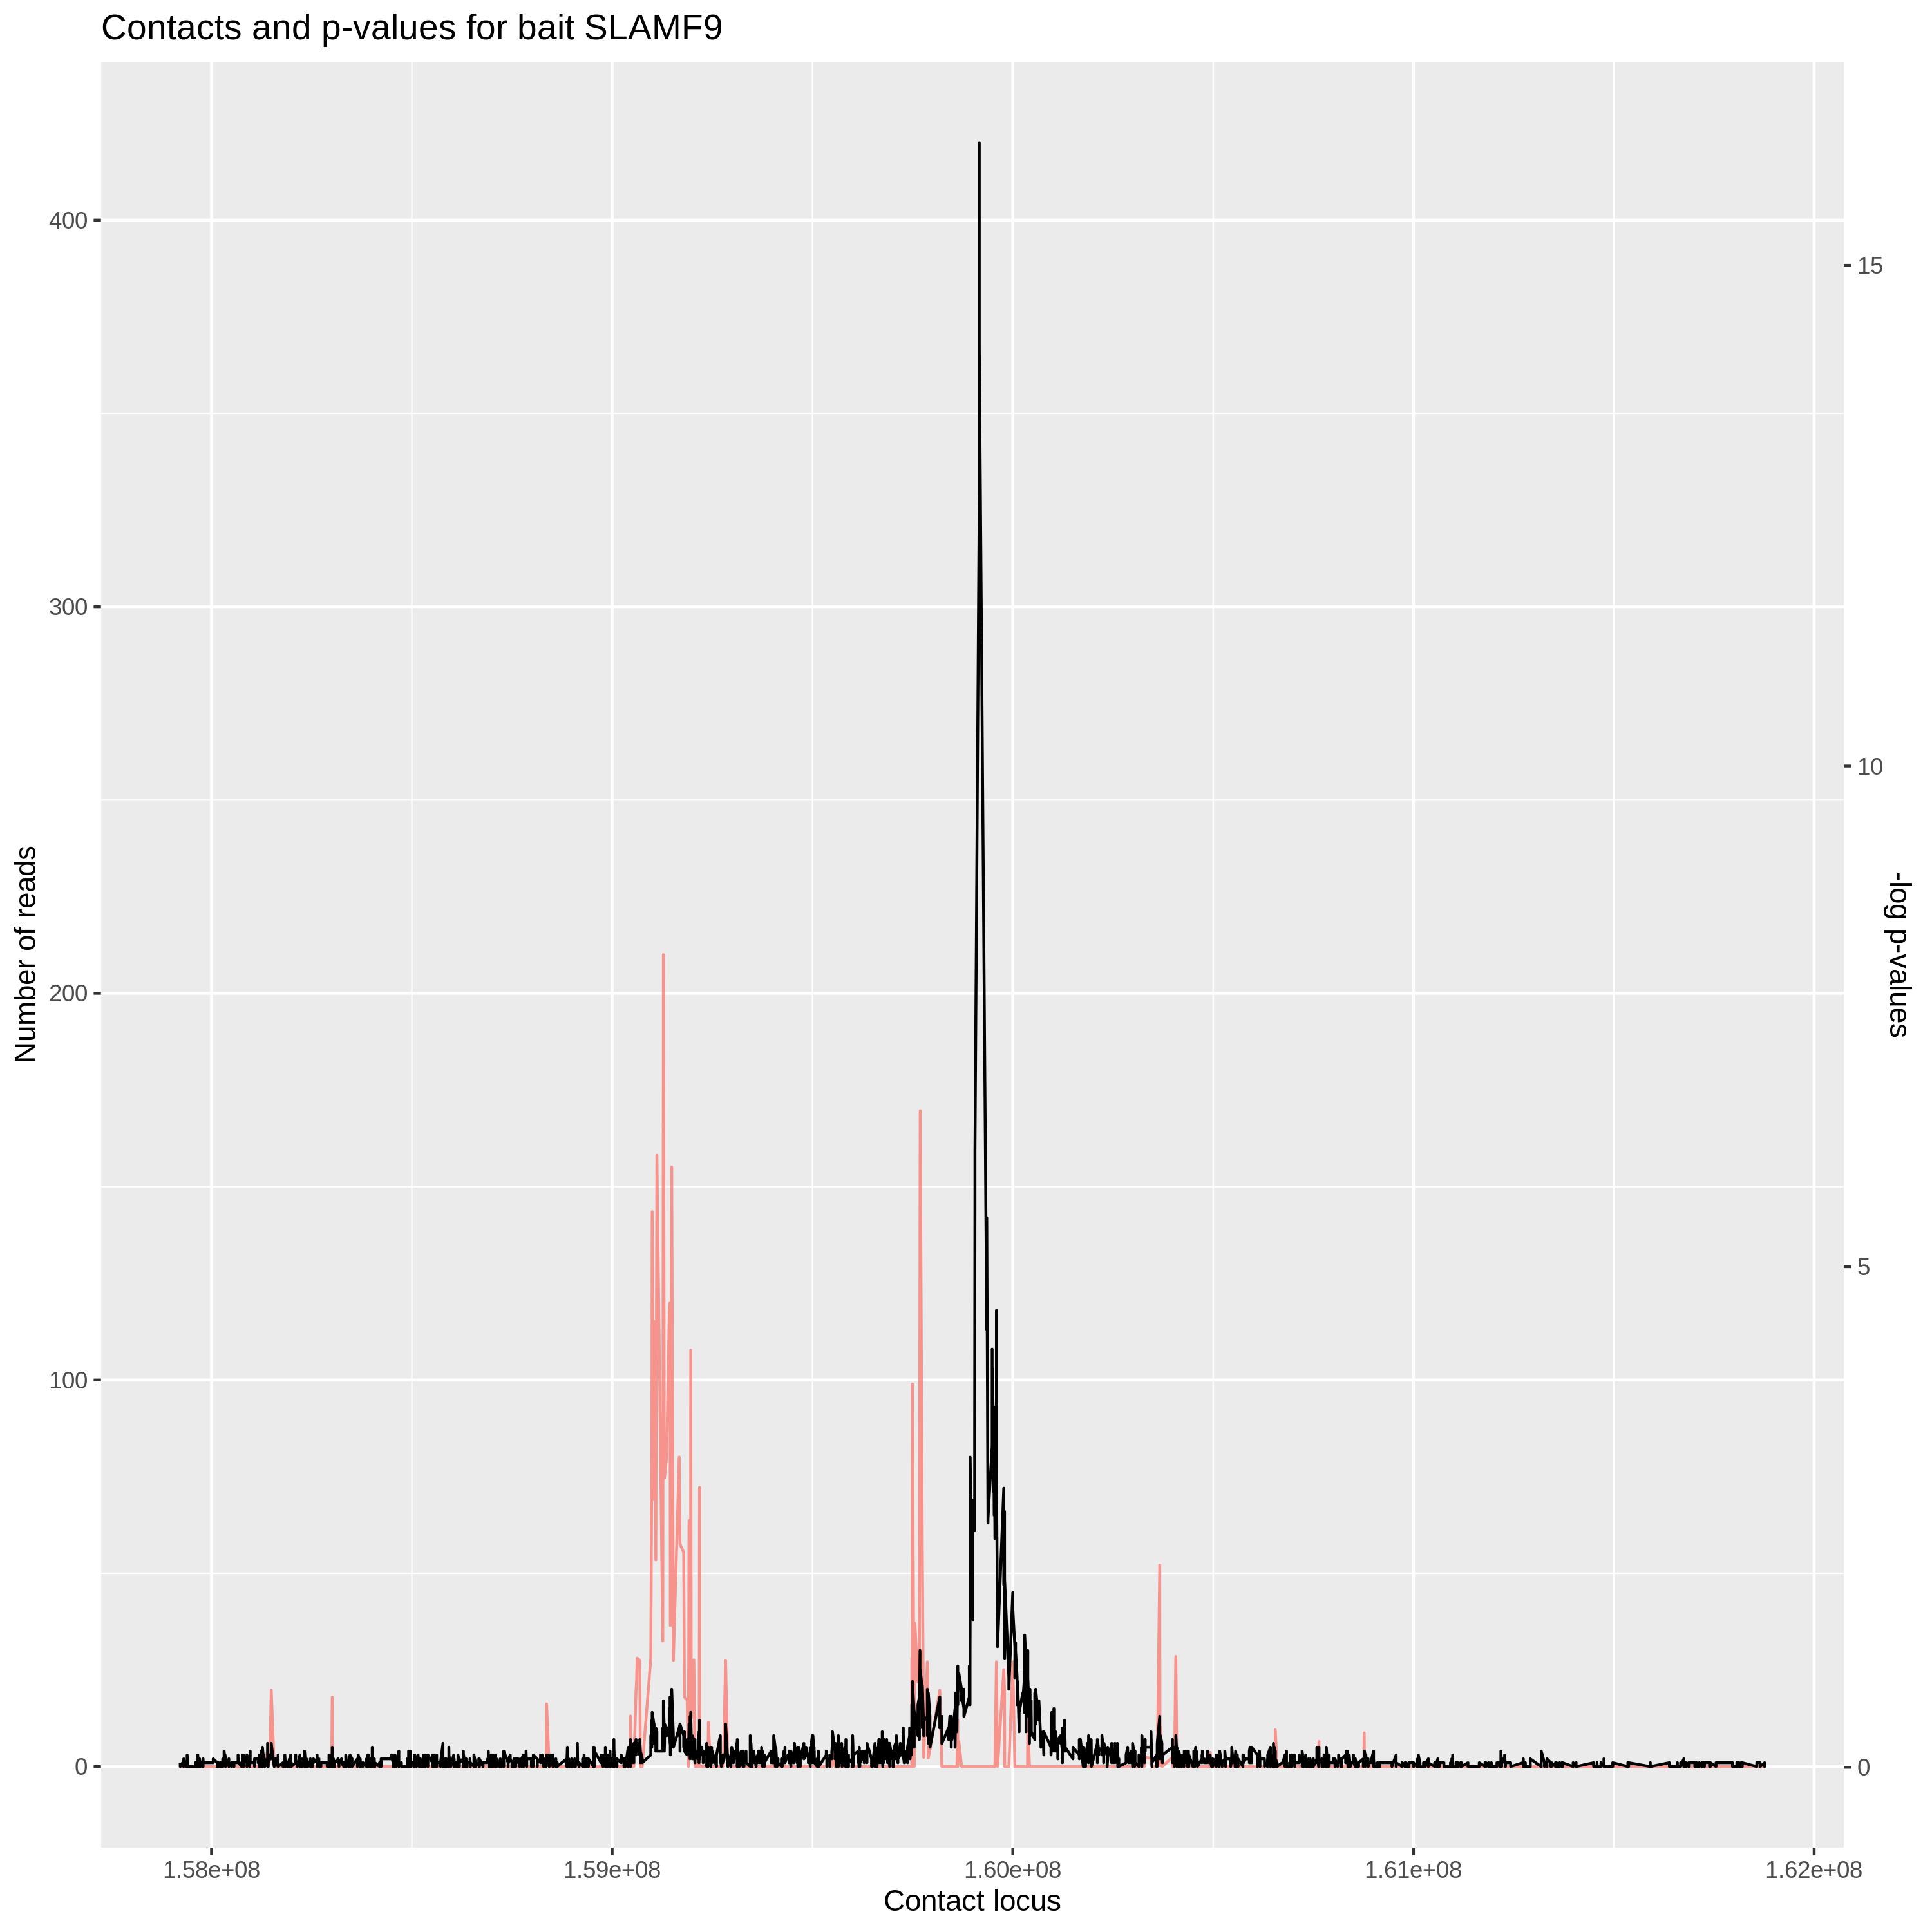 Contacts and p-values for bait SLAMF9
400
300
200
100
0
15
10
5
0
Number of reads
-log p-values
1.58e+08
1.59e+08
1.60e+08
1.61e+08
1.62e+08
Contact locus